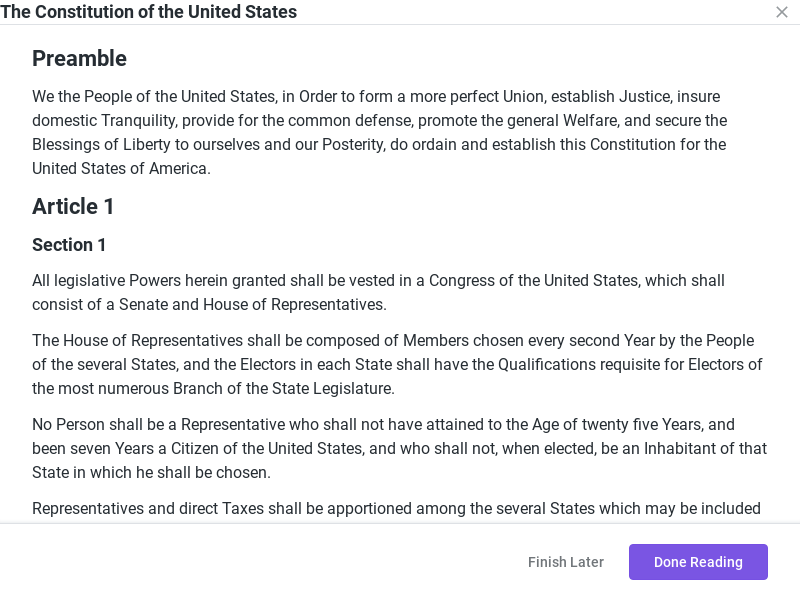 The Constitution of the United States
Preamble
We the People of the United States, in Order to form a more perfect Union, establish Justice, insure
domestic Tranquility, provide for the common defense, promote the general Welfare, and secure the
Blessings of Liberty to ourselves and our Posterity, do ordain and establish this Constitution for the
United States of America.
Article 1
Section 1
All legislative Powers herein granted shall be vested in a Congress of the United States, which shall
consist of a Senate and House of Representatives.
The House of Representatives shall be composed of Members chosen every second Year by the People
of the several States, and the Electors in each State shall have the Qualifications requisite for Electors of
the most numerous Branch of the State Legislature.
No Person shall be a Representative who shall not have attained to the Age of twenty five Years, and
been seven Years a Citizen of the United States, and who shall not, when elected, be an Inhabitant of that
State in which he shall be chosen.
Representatives and direct Taxes shall be apportioned among the several States which may be included
Finish Later
Done Reading